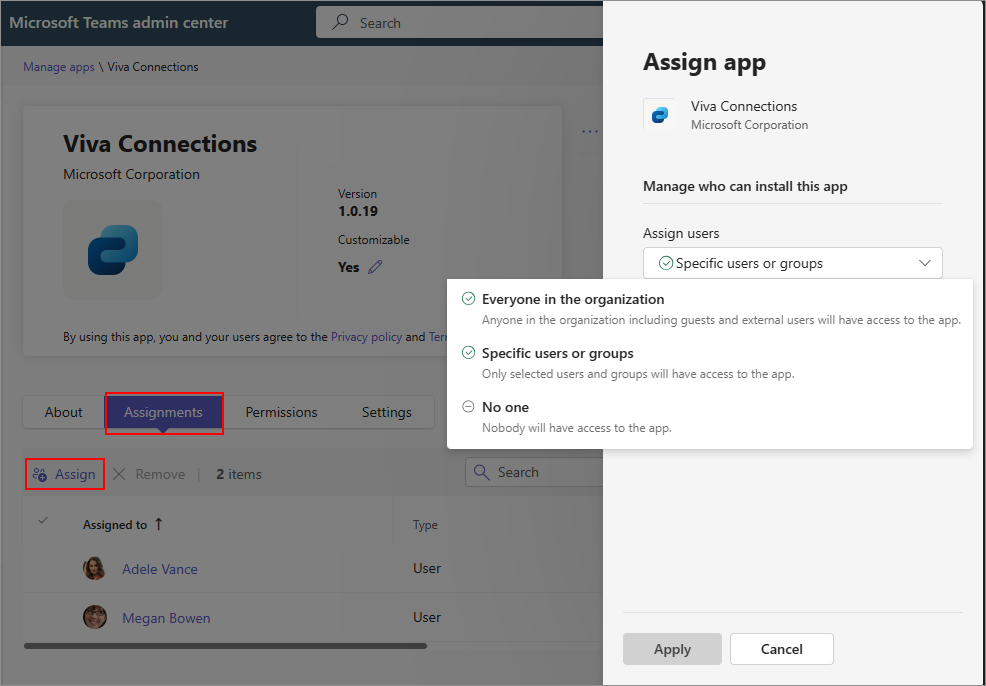 Microsoft Teams admin center
Search
Manage apps \ Viva Connections
Viva Connections
Microsoft Corporation
Version
1.0.19
Customizable
Yes
By using this app, you and your users agree to the Privacy policy and
About
Assignments
Permissions
Settings
Assign
Remove
2 items
Search
Assigned to ↑
Type
Adele Vance
User
Megan Bowen
User
Assign app
Viva Connections
Microsoft Corporation
Manage who can install this app
Assign users
Specific users or groups
Everyone in the organization
Anyone in the organization including guests and external users will have access to the app.
Specific users or groups
Only selected users and groups will have access to the app.
No one
Nobody will have access to the app.
Apply
Cancel